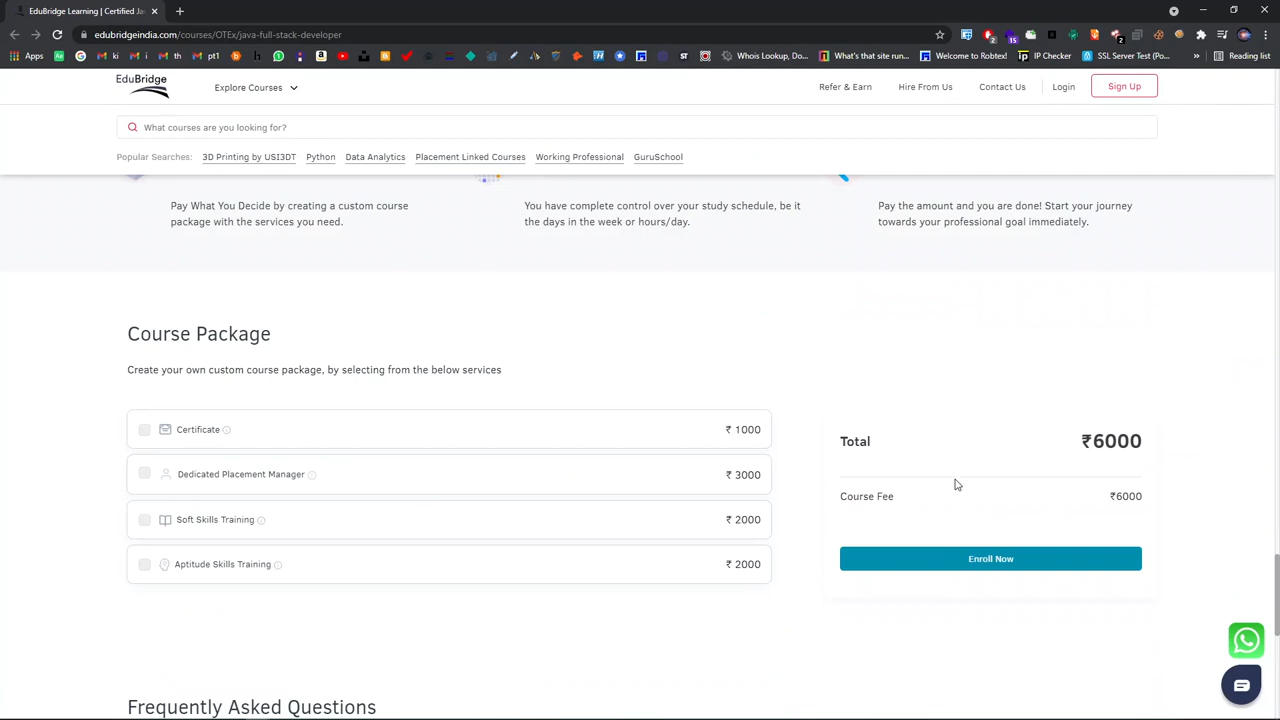 EduBridge Learning | Certified Ja
edubridgeindia.com/courses/OTEx/java-full-stack-developer
15
2
Apps
th
pt1
th
Whois Lookup, Do...
What's that site run...
Welcome to Robtex!
IP Checker
SSL Server Test (Po...
Reading list
EduBridge
Explore Courses
Refer & Earn
Hire From Us
Contact Us
Login
Sign Up
What courses are you looking for?
Popular Searches: 3D Printing by USI3DT Python Data Analytics Placement Linked Courses Working Professional GuruSchool
Pay What You Decide by creating a custom course
package with the services you need.
You have complete control over your study schedule, be it
the days in the week or hours/day.
Pay the amount and you are done! Start your journey
towards your professional goal immediately.
Course Package
Create your own custom course package, by selecting from the below services
Certificate ₹ 1000
Dedicated Placement Manager ₹ 3000
Soft Skills Training ₹ 2000
Aptitude Skills Training ₹ 2000
Total ₹6000
Course Fee ₹6000
Enroll Now
Frequently Asked Questions